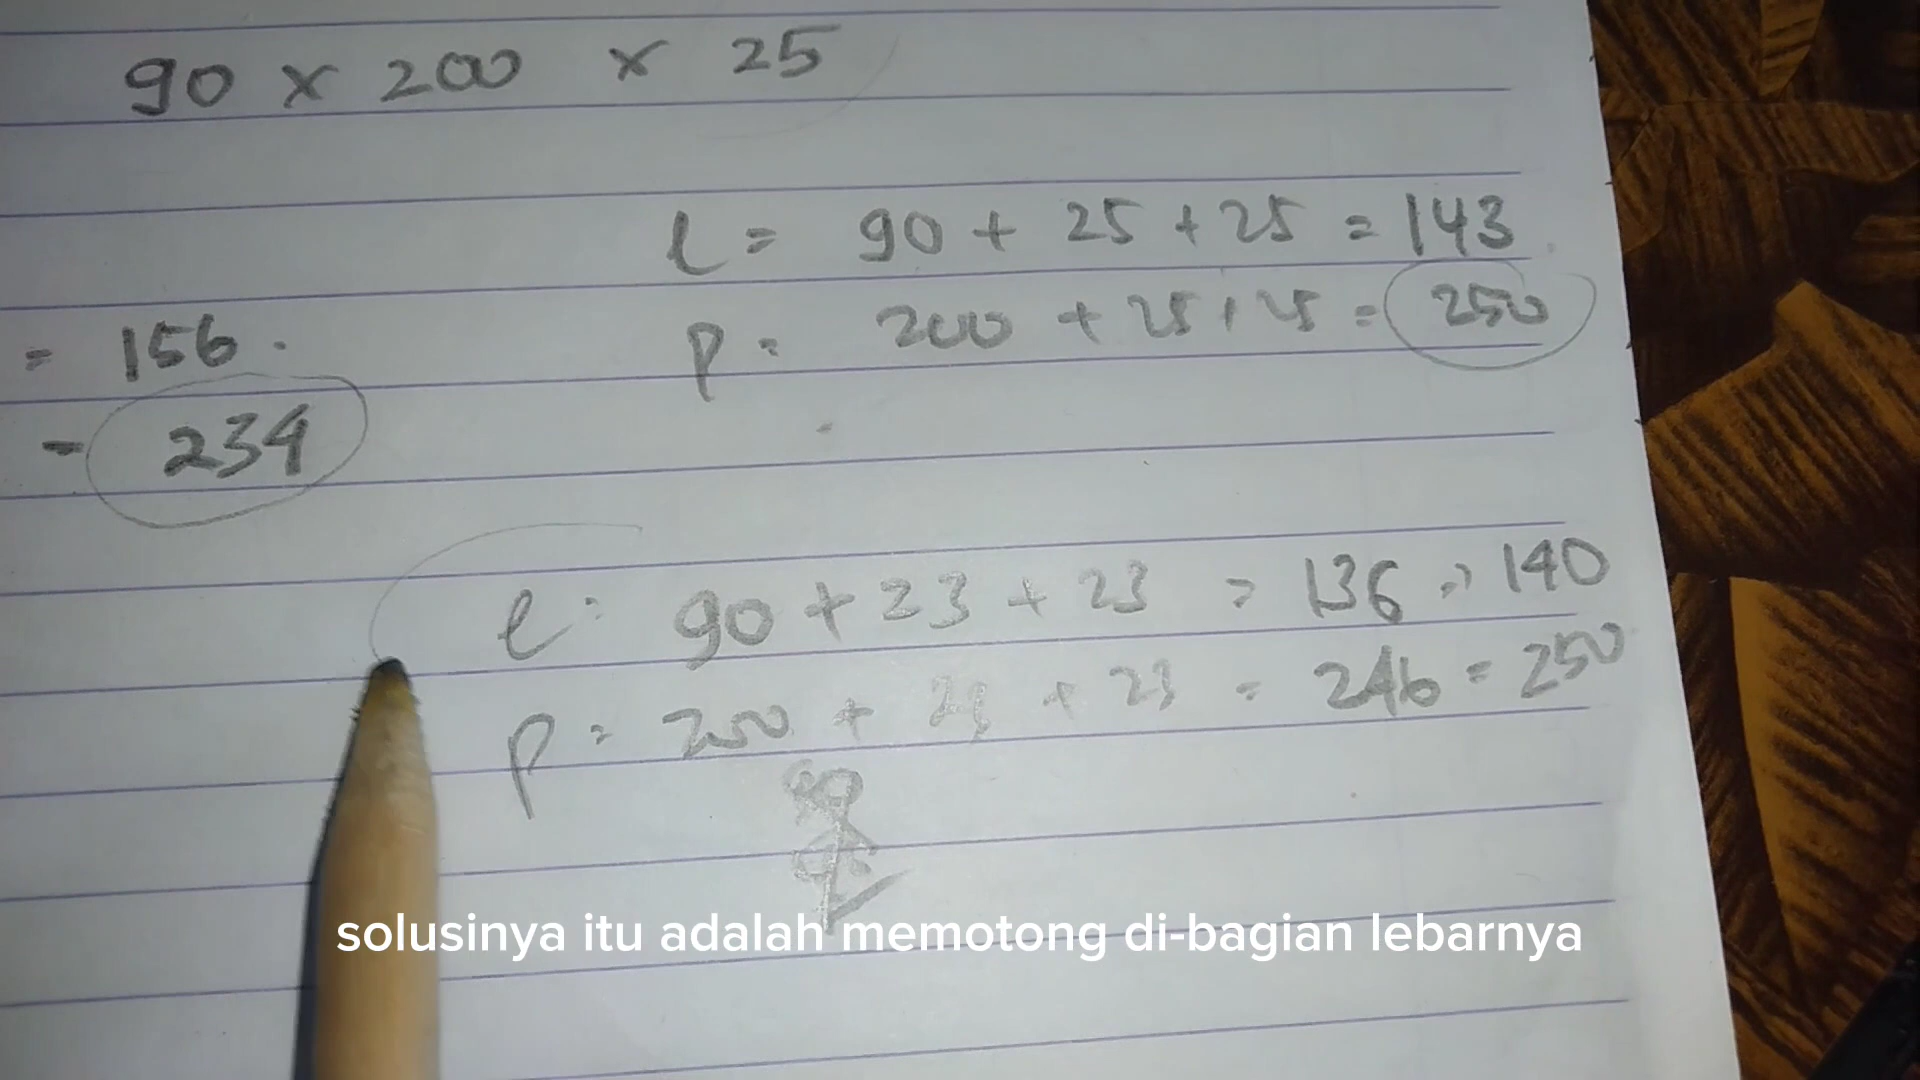 90 x 200 x 25
l = 90 + 25 + 25 = 143
p = 200 + 25 + 25 = 250
= 156.
- 234
l: 90 + 23 + 23 = 136 => 140
p = 200 + 23 + 23 = 246 = 250
solusinya itu adalah memotong di-bagian lebarnya